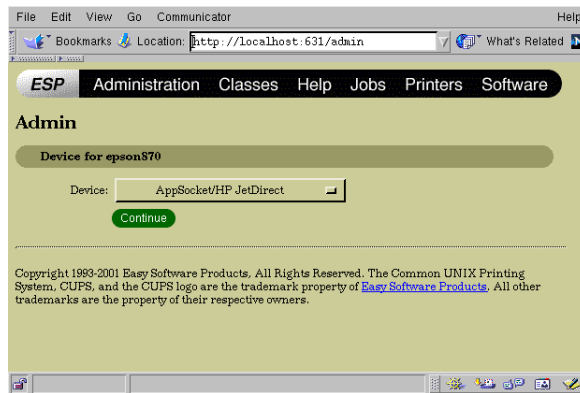 File Edit View Go Communicator Help
Bookmarks Location: http://localhost:631/admin What's Related N
ESP Administration Classes Help Jobs Printers Software
Admin
Device for epson870
Device: AppSocket/HP JetDirect
Continue
Copyright 1993-2001 Easy Software Products, All Rights Reserved. The Common UNIX Printing
System, CUPS, and the CUPS logo are the trademark property of Easy Software Products. All other
trademarks are the property of their respective owners.